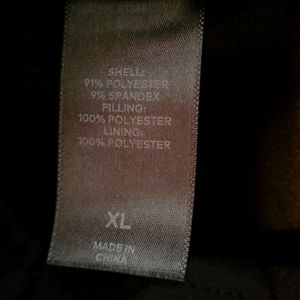 SHELL:
91% POLYESTER
9% SPANDEX
FILLING:
100% POLYESTER
LINING:
100% POLYESTER
XL
MADE IN
CHINA